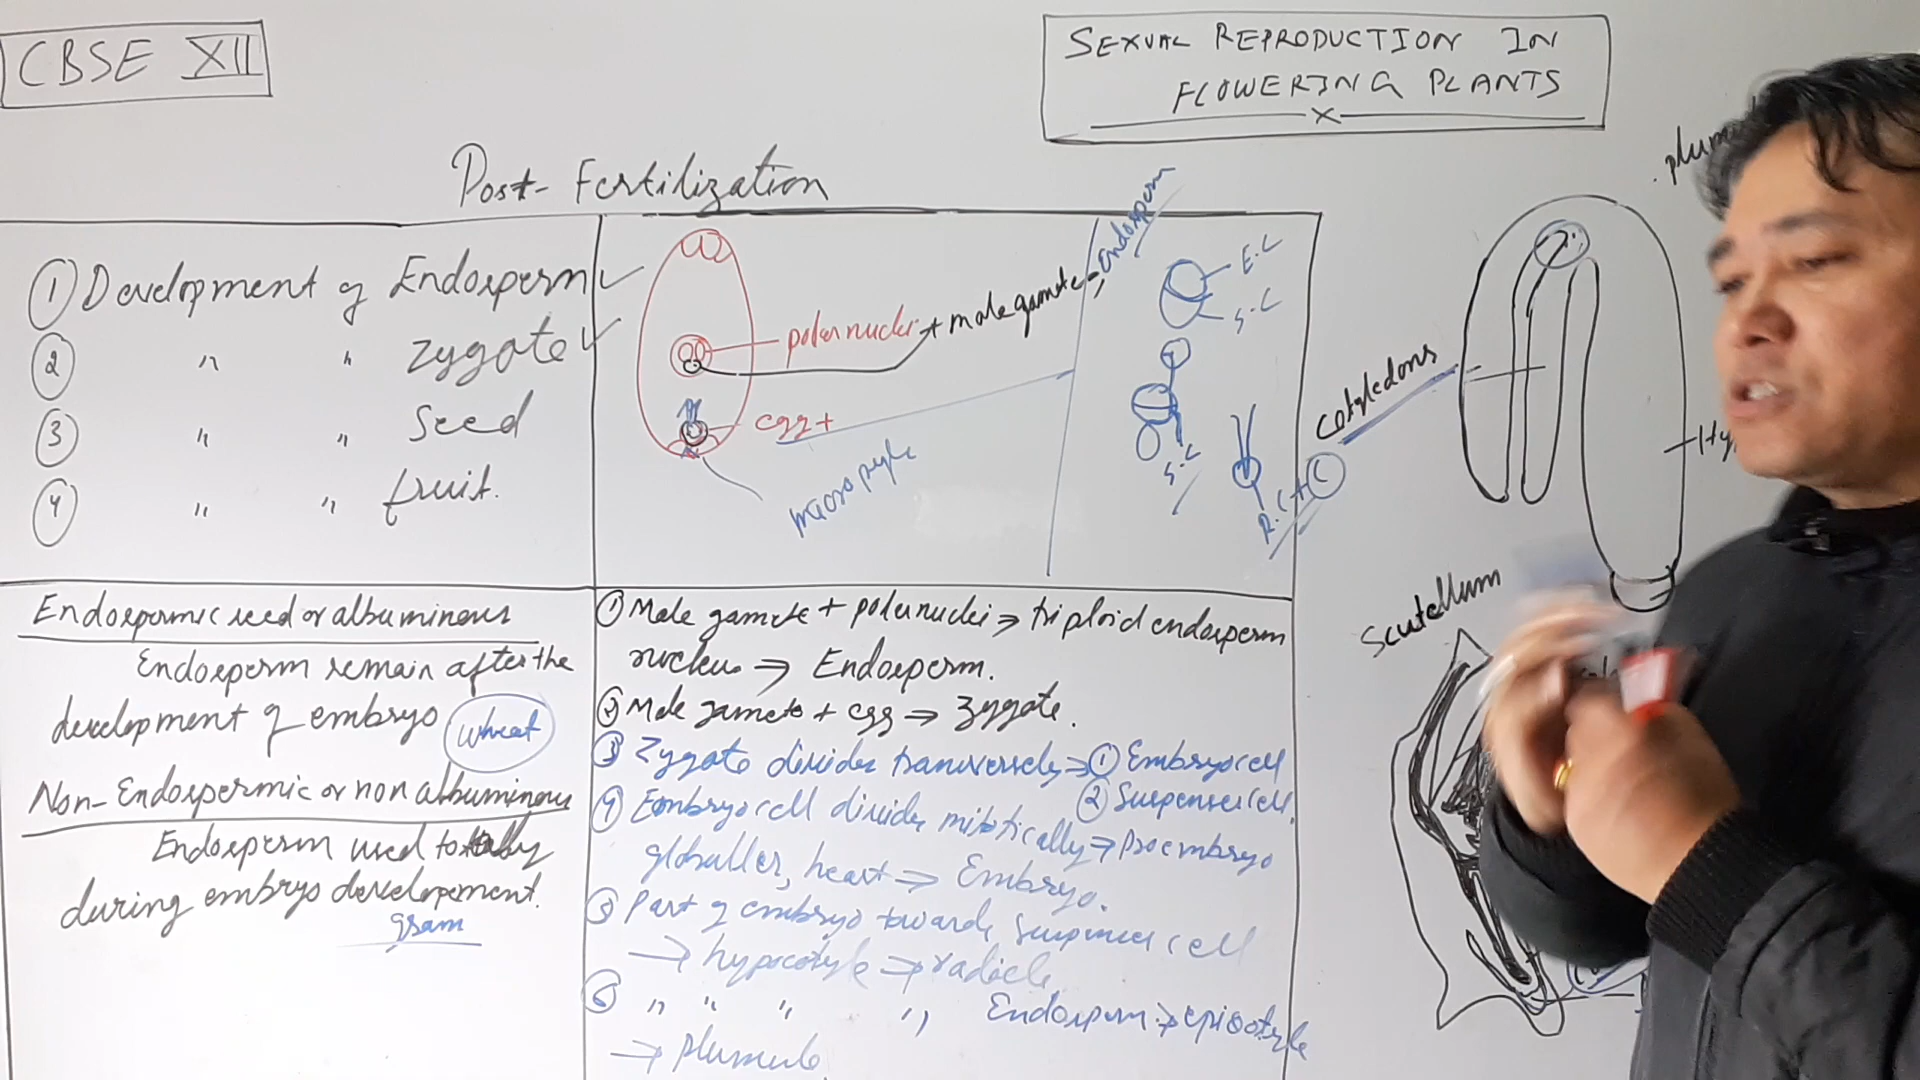 CBSE XII
SEXUAL REPRODUCTION IN
FLOWERING PLANTS
x
Post-Fertilization
① Development of Endosperm ✓
② " " Zygote ✓
③ " " Seed
④ " " fruit.
polar nuclei + male gamete → Endosperm
egg +
micropyle
E.C
S.C
S.C
R.C + C
plum
cotyledons
Hy
Scutellum
Endospermic seed or albuminous
Endosperm remain after the
development of embryo wheat
Non-Endospermic or non albuminous
Endosperm used totally
during embryo developement.
gram
① Male gamete + polar nuclei ⇒ triploid endosperm
nucleus ⇒ Endosperm.
② Male gamete + egg ⇒ Zygote.
③ Zygote divides transversely ⇒ ① Embryo cell
② Suspensor cell.
④ Embryo cell divides mitotically ⇒ Proembryo
globuller, heart ⇒ Embryo.
⑤ Part of embryo towards suspensor cell
→ hypocotyle ⇒ radicle
⑥ " " " " Endosperm → epicotyle
→ plumule.